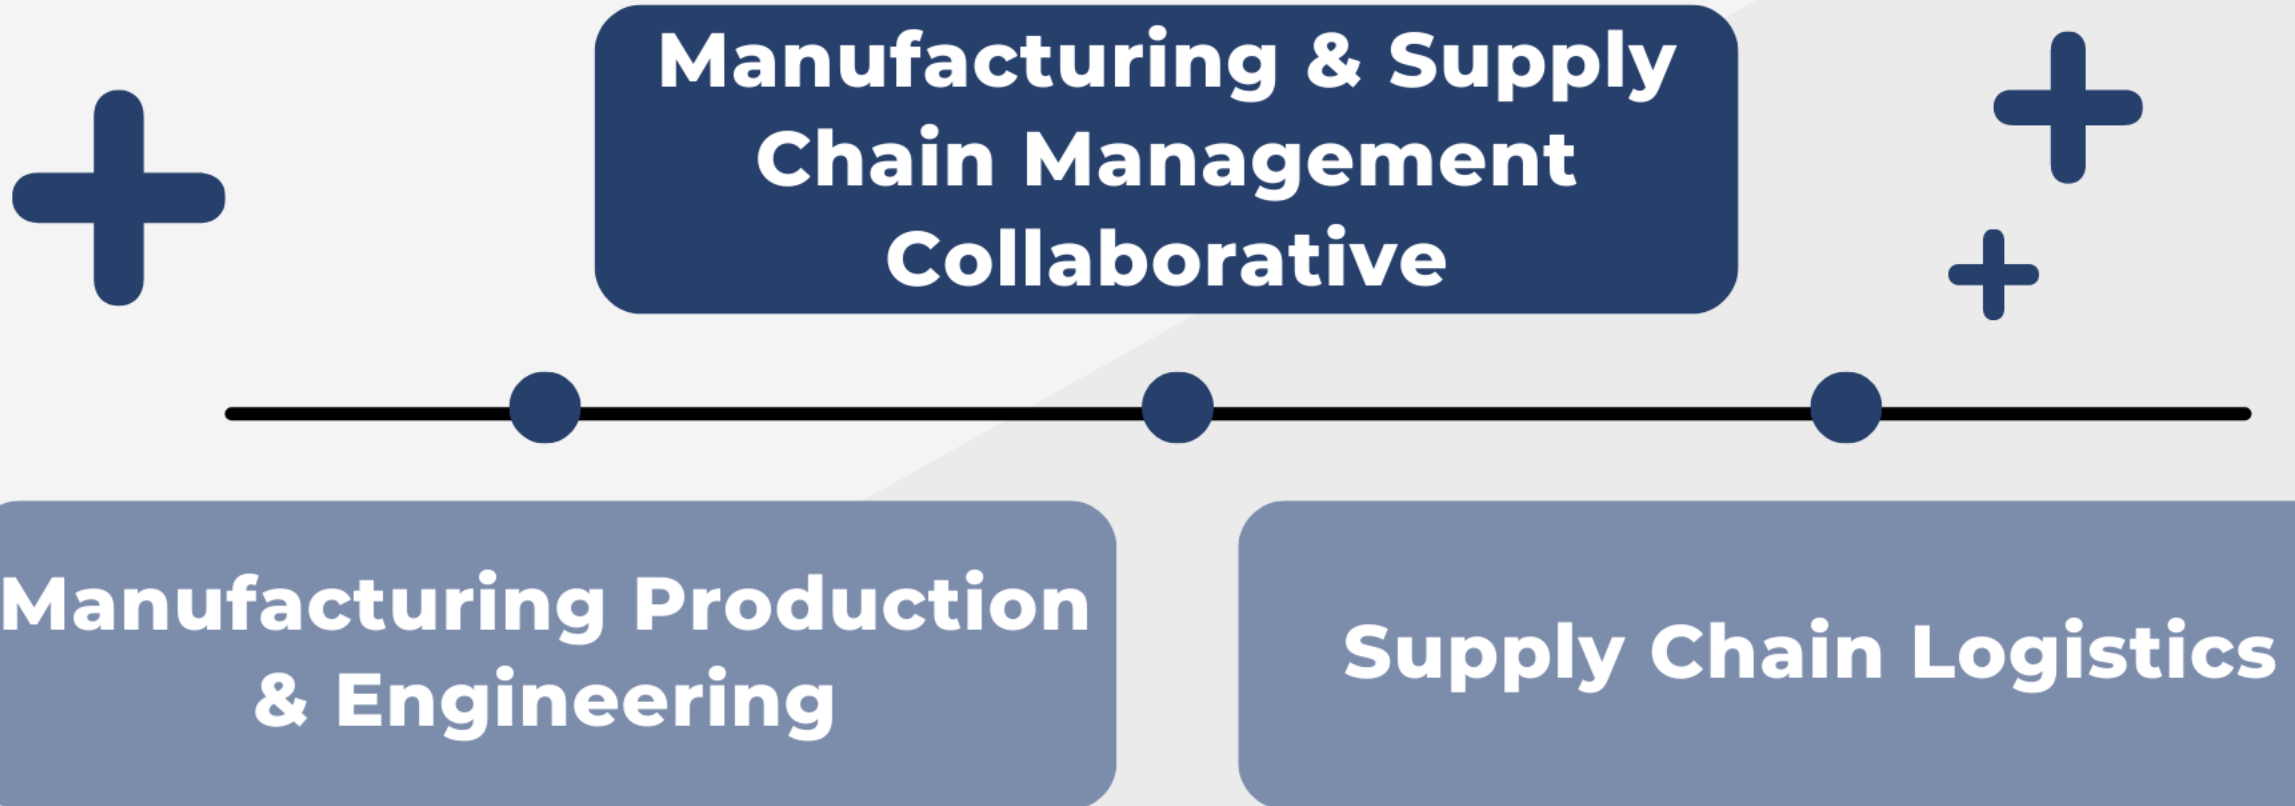 Manufacturing & Supply
Chain Management
Collaborative
Manufacturing Production
& Engineering
Supply Chain Logistics